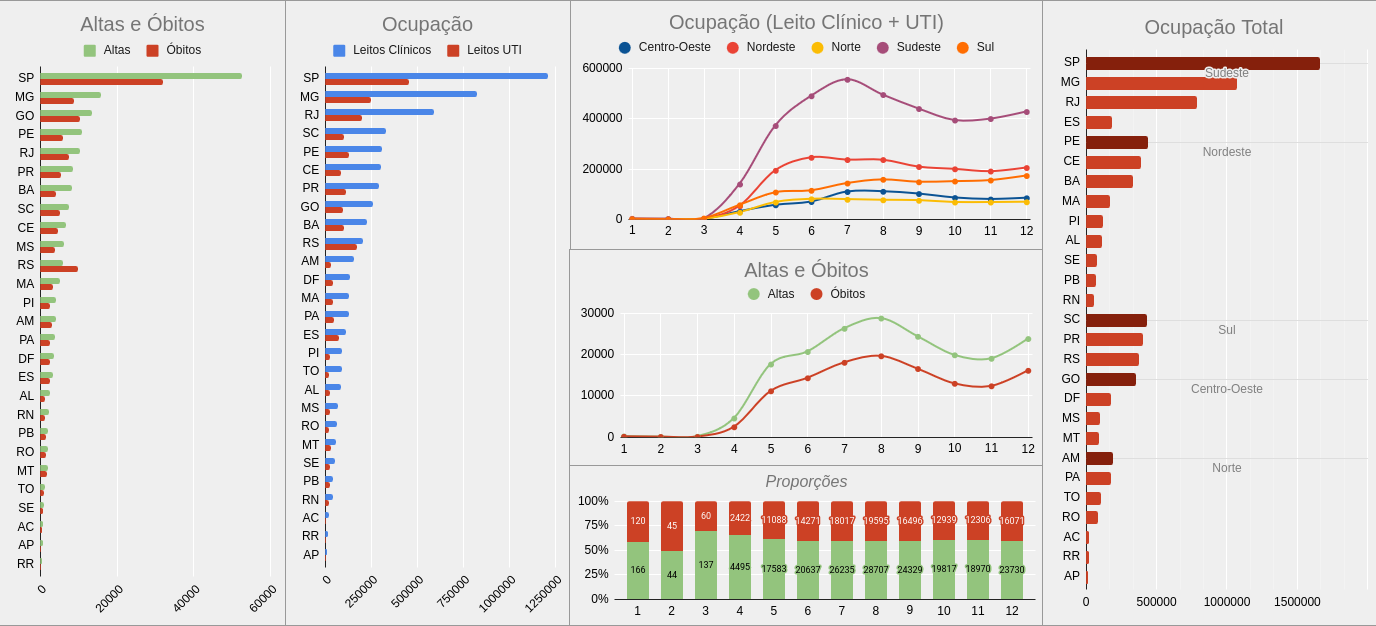 Altas e Óbitos
Altas Óbitos
SP
MG
GO
PE
RJ
PR
BA
SC
CE
MS
RS
MA
PI
AM
PA
DF
ES
AL
RN
PB
RO
MT
TO
SE
AC
AP
RR
0 20000 40000 60000
Ocupação
Leitos Clínicos Leitos UTI
SP
MG
RJ
SC
PE
CE
PR
GO
BA
RS
AM
DF
MA
PA
ES
PI
TO
AL
MS
RO
MT
SE
PB
RN
AC
RR
AP
0 250000 500000 750000 1000000 1250000
Ocupação (Leito Clínico + UTI)
Centro-Oeste Nordeste Norte Sudeste Sul
600000
400000
200000
0
1 2 3 4 5 6 7 8 9 10 11 12
Altas e Óbitos
Altas Óbitos
30000
20000
10000
0
1 2 3 4 5 6 7 8 9 10 11 12
Proporções
100%
75%
50%
25%
0%
120 45 60 2422 11088 14271 18017 19595 16496 12939 12306 16071
166 44 137 4495 17583 20637 26235 28707 24329 19817 18970 23730
1 2 3 4 5 6 7 8 9 10 11 12
Ocupação Total
SP
Sudeste
MG
RJ
ES
PE
Nordeste
CE
BA
MA
PI
AL
SE
PB
RN
SC
Sul
PR
RS
GO
Centro-Oeste
DF
MS
MT
AM
Norte
PA
TO
RO
AC
RR
AP
0 500000 1000000 1500000